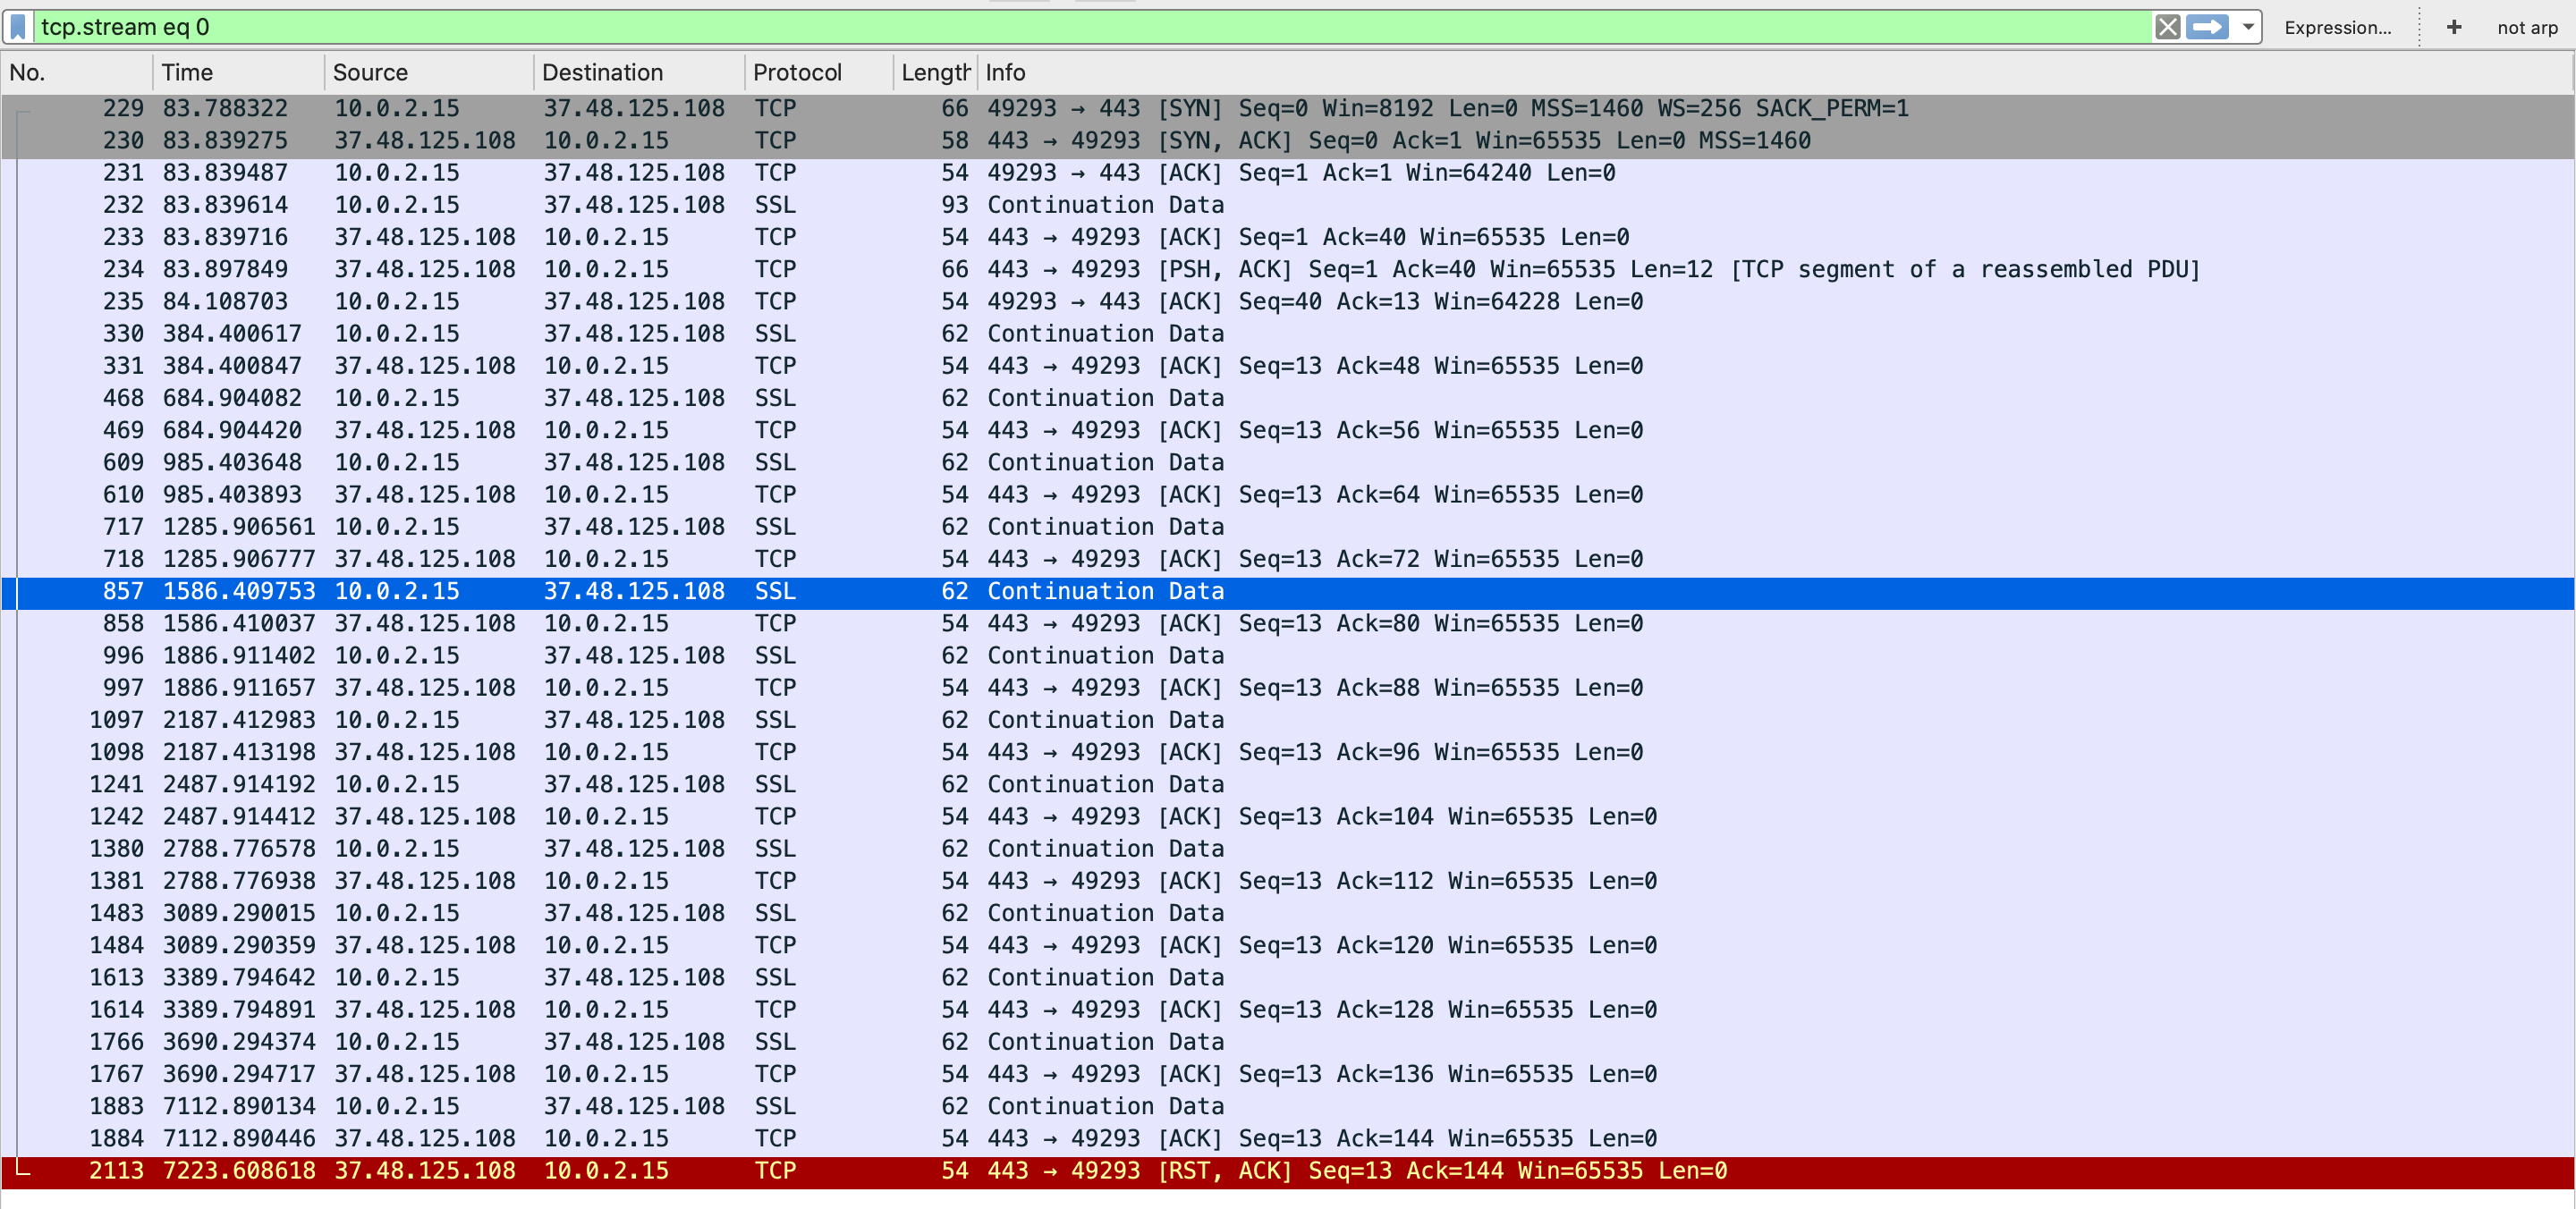 tcp.stream eq 0 Expression... + not arp
No. Time Source Destination Protocol Length Info
229 83.788322 10.0.2.15 37.48.125.108 TCP 66 49293 → 443 [SYN] Seq=0 Win=8192 Len=0 MSS=1460 WS=256 SACK_PERM=1
230 83.839275 37.48.125.108 10.0.2.15 TCP 58 443 → 49293 [SYN, ACK] Seq=0 Ack=1 Win=65535 Len=0 MSS=1460
231 83.839487 10.0.2.15 37.48.125.108 TCP 54 49293 → 443 [ACK] Seq=1 Ack=1 Win=64240 Len=0
232 83.839614 10.0.2.15 37.48.125.108 SSL 93 Continuation Data
233 83.839716 37.48.125.108 10.0.2.15 TCP 54 443 → 49293 [ACK] Seq=1 Ack=40 Win=65535 Len=0
234 83.897849 37.48.125.108 10.0.2.15 TCP 66 443 → 49293 [PSH, ACK] Seq=1 Ack=40 Win=65535 Len=12 [TCP segment of a reassembled PDU]
235 84.108703 10.0.2.15 37.48.125.108 TCP 54 49293 → 443 [ACK] Seq=40 Ack=13 Win=64228 Len=0
330 384.400617 10.0.2.15 37.48.125.108 SSL 62 Continuation Data
331 384.400847 37.48.125.108 10.0.2.15 TCP 54 443 → 49293 [ACK] Seq=13 Ack=48 Win=65535 Len=0
468 684.904082 10.0.2.15 37.48.125.108 SSL 62 Continuation Data
469 684.904420 37.48.125.108 10.0.2.15 TCP 54 443 → 49293 [ACK] Seq=13 Ack=56 Win=65535 Len=0
609 985.403648 10.0.2.15 37.48.125.108 SSL 62 Continuation Data
610 985.403893 37.48.125.108 10.0.2.15 TCP 54 443 → 49293 [ACK] Seq=13 Ack=64 Win=65535 Len=0
717 1285.906561 10.0.2.15 37.48.125.108 SSL 62 Continuation Data
718 1285.906777 37.48.125.108 10.0.2.15 TCP 54 443 → 49293 [ACK] Seq=13 Ack=72 Win=65535 Len=0
857 1586.409753 10.0.2.15 37.48.125.108 SSL 62 Continuation Data
858 1586.410037 37.48.125.108 10.0.2.15 TCP 54 443 → 49293 [ACK] Seq=13 Ack=80 Win=65535 Len=0
996 1886.911402 10.0.2.15 37.48.125.108 SSL 62 Continuation Data
997 1886.911657 37.48.125.108 10.0.2.15 TCP 54 443 → 49293 [ACK] Seq=13 Ack=88 Win=65535 Len=0
1097 2187.412983 10.0.2.15 37.48.125.108 SSL 62 Continuation Data
1098 2187.413198 37.48.125.108 10.0.2.15 TCP 54 443 → 49293 [ACK] Seq=13 Ack=96 Win=65535 Len=0
1241 2487.914192 10.0.2.15 37.48.125.108 SSL 62 Continuation Data
1242 2487.914412 37.48.125.108 10.0.2.15 TCP 54 443 → 49293 [ACK] Seq=13 Ack=104 Win=65535 Len=0
1380 2788.776578 10.0.2.15 37.48.125.108 SSL 62 Continuation Data
1381 2788.776938 37.48.125.108 10.0.2.15 TCP 54 443 → 49293 [ACK] Seq=13 Ack=112 Win=65535 Len=0
1483 3089.290015 10.0.2.15 37.48.125.108 SSL 62 Continuation Data
1484 3089.290359 37.48.125.108 10.0.2.15 TCP 54 443 → 49293 [ACK] Seq=13 Ack=120 Win=65535 Len=0
1613 3389.794642 10.0.2.15 37.48.125.108 SSL 62 Continuation Data
1614 3389.794891 37.48.125.108 10.0.2.15 TCP 54 443 → 49293 [ACK] Seq=13 Ack=128 Win=65535 Len=0
1766 3690.294374 10.0.2.15 37.48.125.108 SSL 62 Continuation Data
1767 3690.294717 37.48.125.108 10.0.2.15 TCP 54 443 → 49293 [ACK] Seq=13 Ack=136 Win=65535 Len=0
1883 7112.890134 10.0.2.15 37.48.125.108 SSL 62 Continuation Data
1884 7112.890446 37.48.125.108 10.0.2.15 TCP 54 443 → 49293 [ACK] Seq=13 Ack=144 Win=65535 Len=0
2113 7223.608618 37.48.125.108 10.0.2.15 TCP 54 443 → 49293 [RST, ACK] Seq=13 Ack=144 Win=65535 Len=0